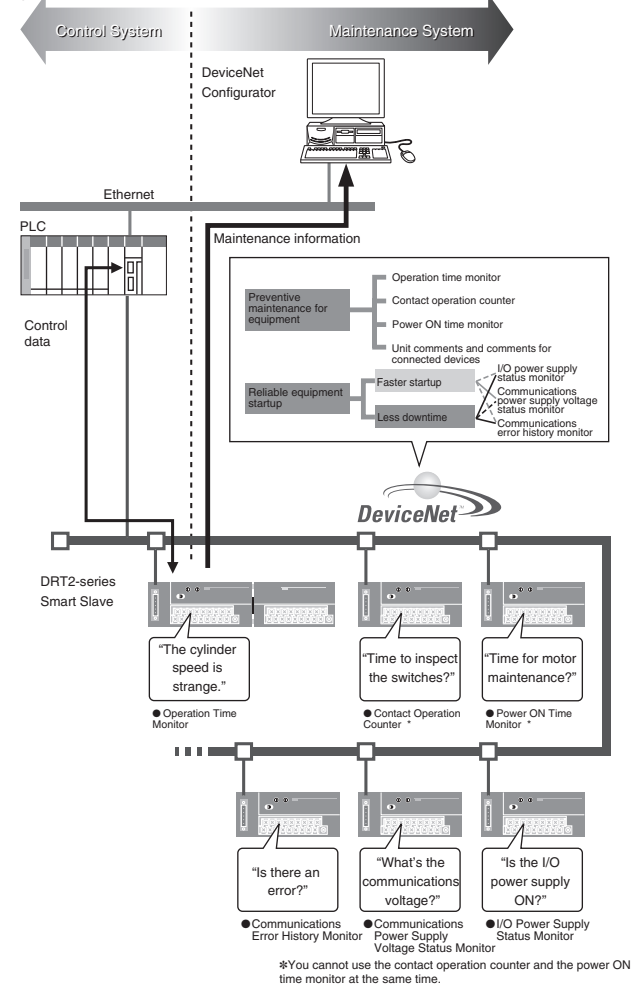 Control System
Maintenance System
DeviceNet
Configurator
Ethernet
PLC
Maintenance information
Control
data
Preventive
maintenance for
equipment
Operation time monitor
Contact operation counter
Power ON time monitor
Unit comments and comments for
connected devices
Reliable equipment
startup
Faster startup
Less downtime
I/O power supply
status monitor
Communications
power supply voltage
status monitor
Communications
error history monitor
DeviceNet™
DRT2-series
Smart Slave
“The cylinder
speed is
strange.”
“Time to inspect
the switches?”
“Time for motor
maintenance?”
● Operation Time
Monitor
● Contact Operation
Counter *
● Power ON Time
Monitor *
“Is there an
error?”
“What's the
communications
voltage?”
“Is the I/O
power supply
ON?”
● Communications
Error History Monitor
● Communications
Power Supply
Voltage Status Monitor
● I/O Power Supply
Status Monitor
✽You cannot use the contact operation counter and the power ON
time monitor at the same time.